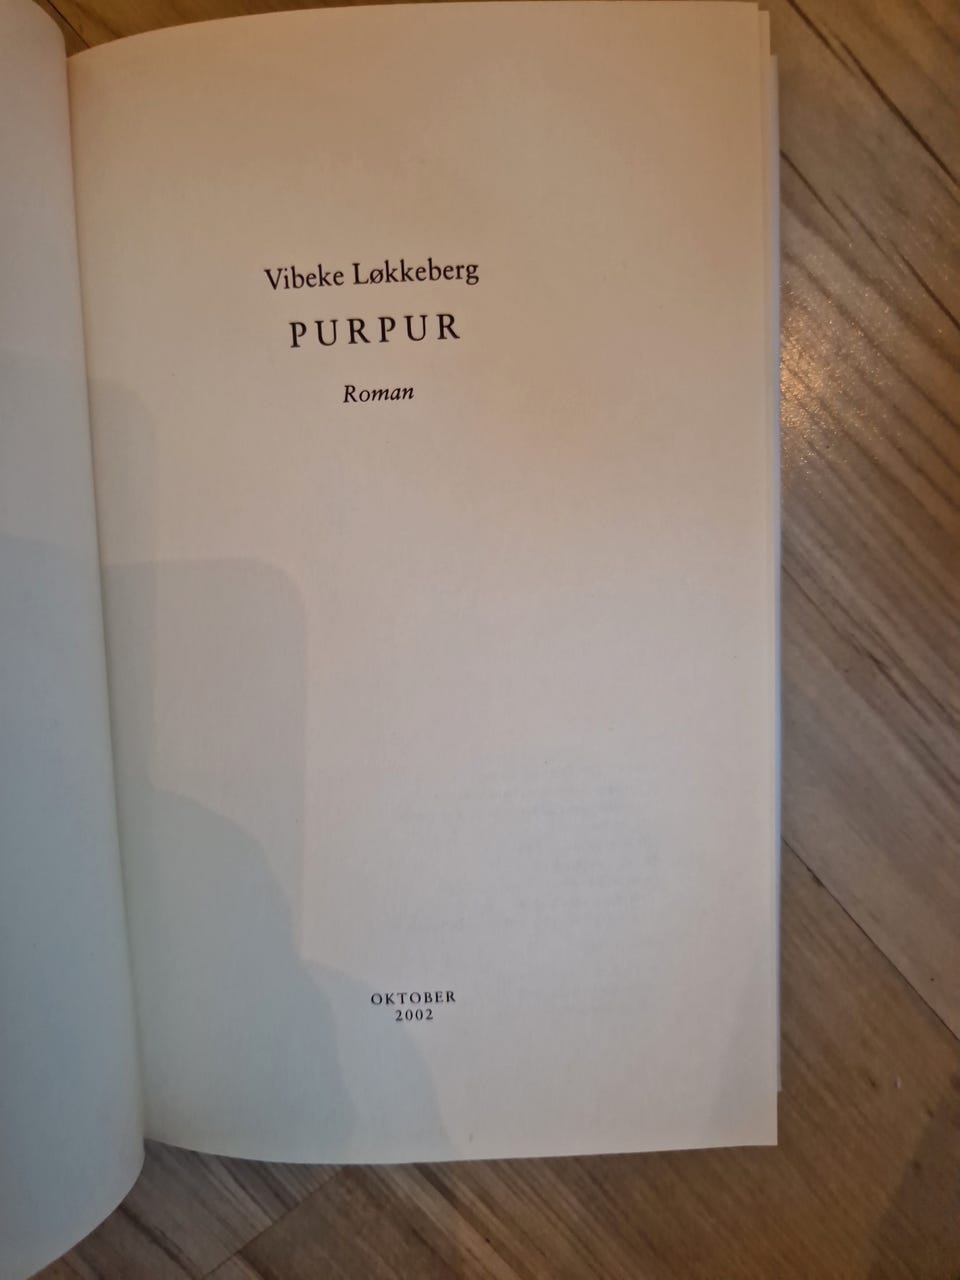 Vibeke Løkkeberg
PURPUR
Roman
OKTOBER
2002